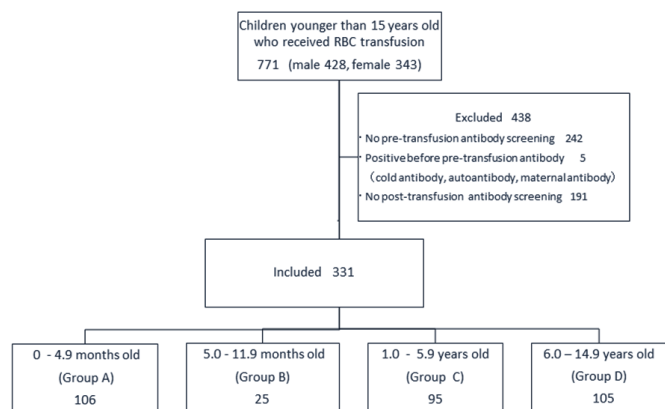 Children younger than 15 years old
who received RBC transfusion
771 (male 428, female 343)
Excluded 438
・No pre-transfusion antibody screening 242
・Positive before pre-transfusion antibody 5
（cold antibody, autoantibody, maternal antibody）
・No post-transfusion antibody screening 191
Included 331
0 - 4.9 months old
(Group A)
106
5.0 - 11.9 months old
(Group B)
25
1.0 - 5.9 years old
(Group C)
95
6.0 – 14.9 years old
(Group D)
105